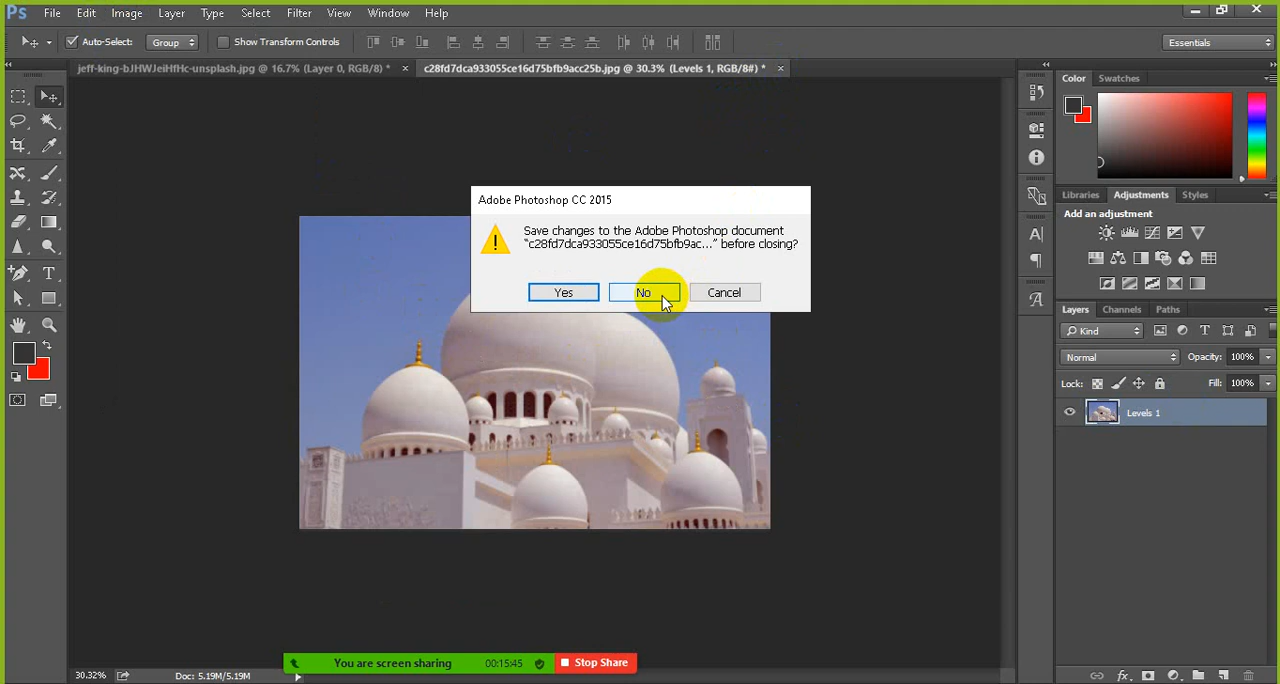 Ps File Edit Image Layer Type Select Filter View Window Help
Auto-Select: Group Show Transform Controls Essentials
jeff-king-bJHWJeiHfHc-unsplash.jpg @ 16.7% (Layer 0, RGB/8) * × c28fd7dca933055ce16d75bfb9acc25b.jpg @ 30.3% (Levels 1, RGB/8#) * ×
Color Swatches
Adobe Photoshop CC 2015
Save changes to the Adobe Photoshop document
“c28fd7dca933055ce16d75bfb9ac...” before closing?
Yes No Cancel
Libraries Adjustments Styles
Add an adjustment
Layers Channels Paths
Kind
Normal Opacity: 100%
Lock: Fill: 100%
Levels 1
You are screen sharing 00:15:45 Stop Share
30.32% Doc: 5.19M/5.19M